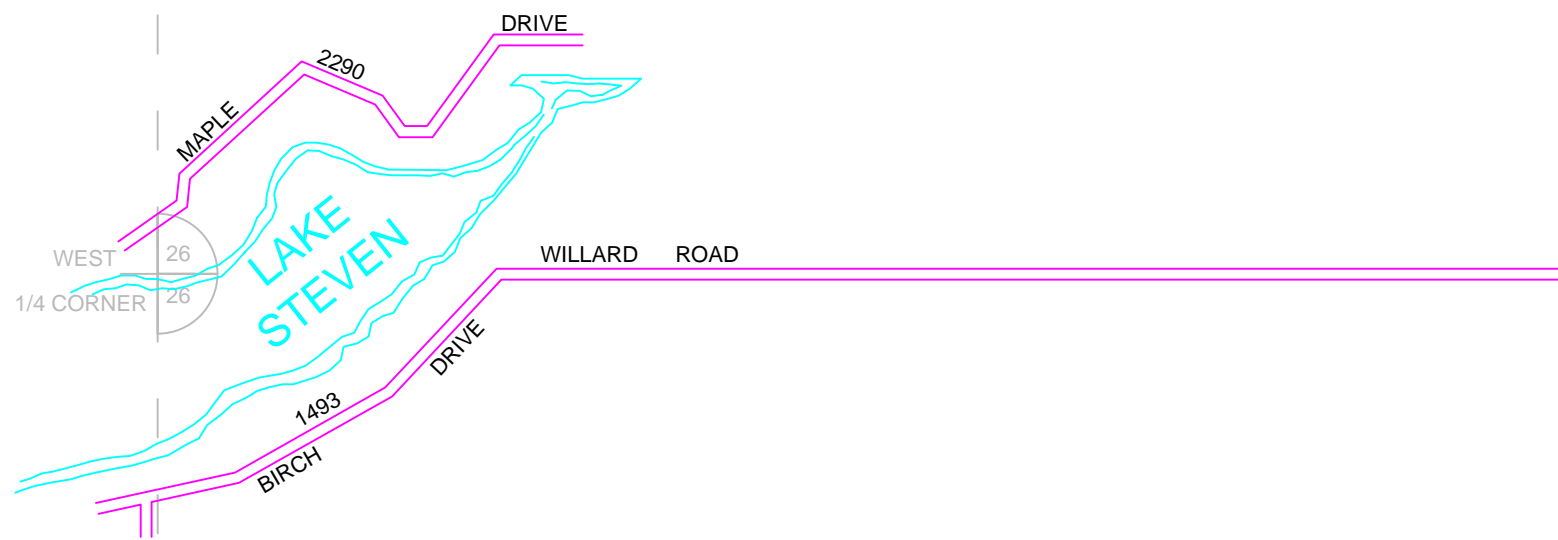 DRIVE
2290
MAPLE
WEST 26
1/4 CORNER 26
LAKE
STEVEN
WILLARD ROAD
DRIVE
1493
BIRCH